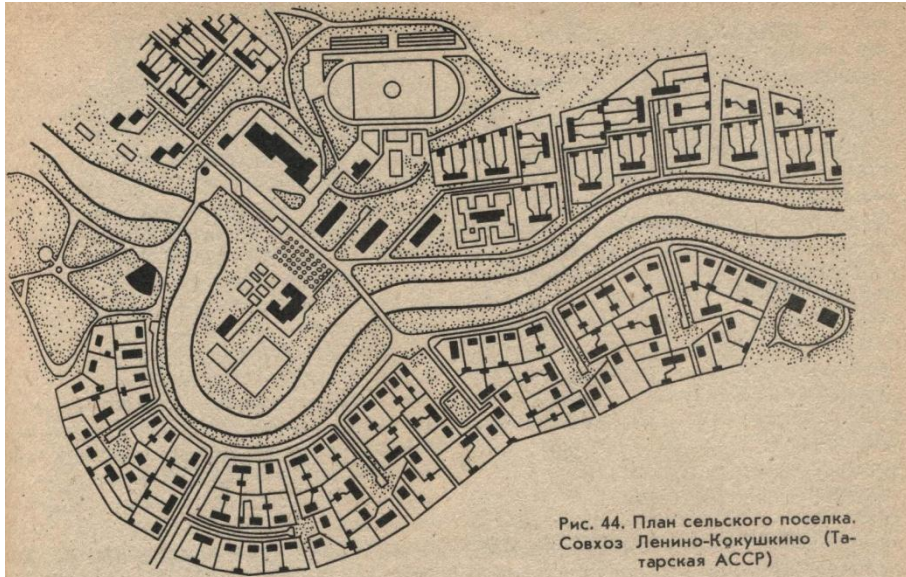 Рис. 44. План сельского поселка.
Совхоз Ленино-Кокушкино (Та-
тарская АССР)